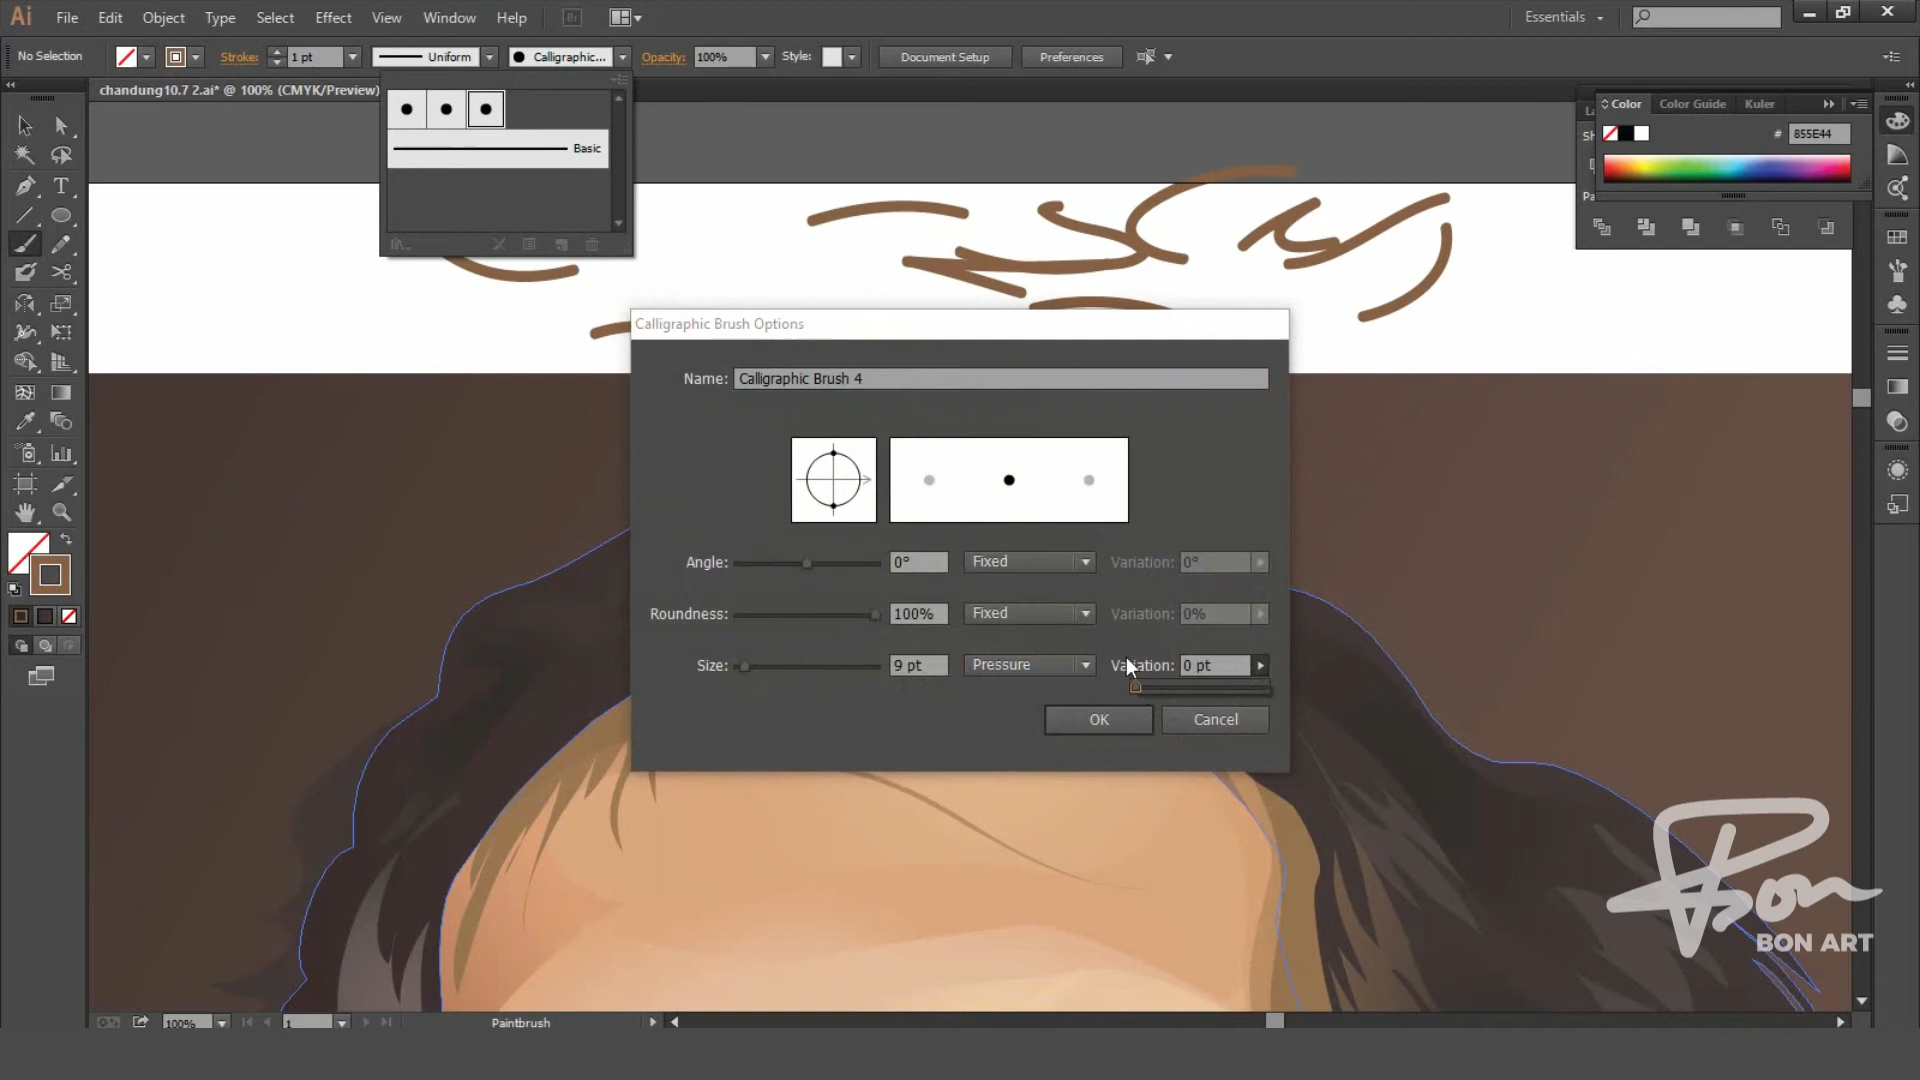 Ai File Edit Object Type Select Effect View Window Help Br Essentials
No Selection Stroke: 1 pt Uniform Calligraphic... Opacity: 100% Style: Document Setup Preferences
chandung10.7 2.ai* @ 100% (CMYK/Preview)
Basic
Color Color Guide Kuler
# 855E44
Calligraphic Brush Options
Name: Calligraphic Brush 4
Angle: 0° Fixed Variation: 0°
Roundness: 100% Fixed Variation: 0%
Size: 9 pt Pressure Variation: 0 pt
OK Cancel
Bon
BON ART
100% 1 Paintbrush